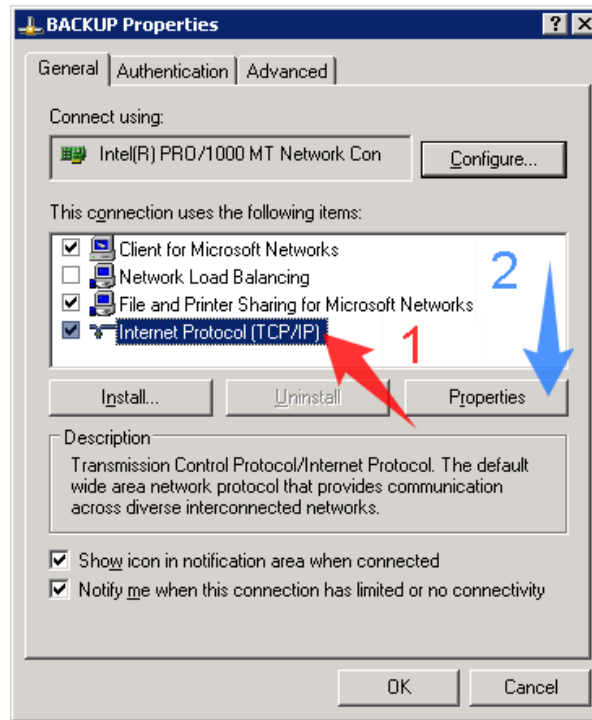 BACKUP Properties
General
Authentication
Advanced
Connect using:
Intel(R) PRO/1000 MT Network Con
Configure...
This connection uses the following items:
Client for Microsoft Networks
Network Load Balancing
File and Printer Sharing for Microsoft Networks
Internet Protocol (TCP/IP)
1
2
Install...
Uninstall
Properties
Description
Transmission Control Protocol/Internet Protocol. The default
wide area network protocol that provides communication
across diverse interconnected networks.
Show icon in notification area when connected
Notify me when this connection has limited or no connectivity
OK
Cancel